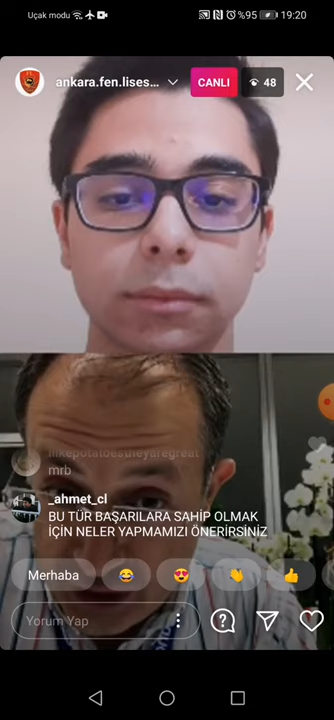 Uçak modu
%95
19:20
ankara.fen.lises...
CANLI
48
ilikepotatoestheyaregreat
mrb
_ahmet_cl
BU TÜR BAŞARILARA SAHİP OLMAK
İÇİN NELER YAPMAMIZI ÖNERİRSİNİZ
Merhaba
Yorum Yap